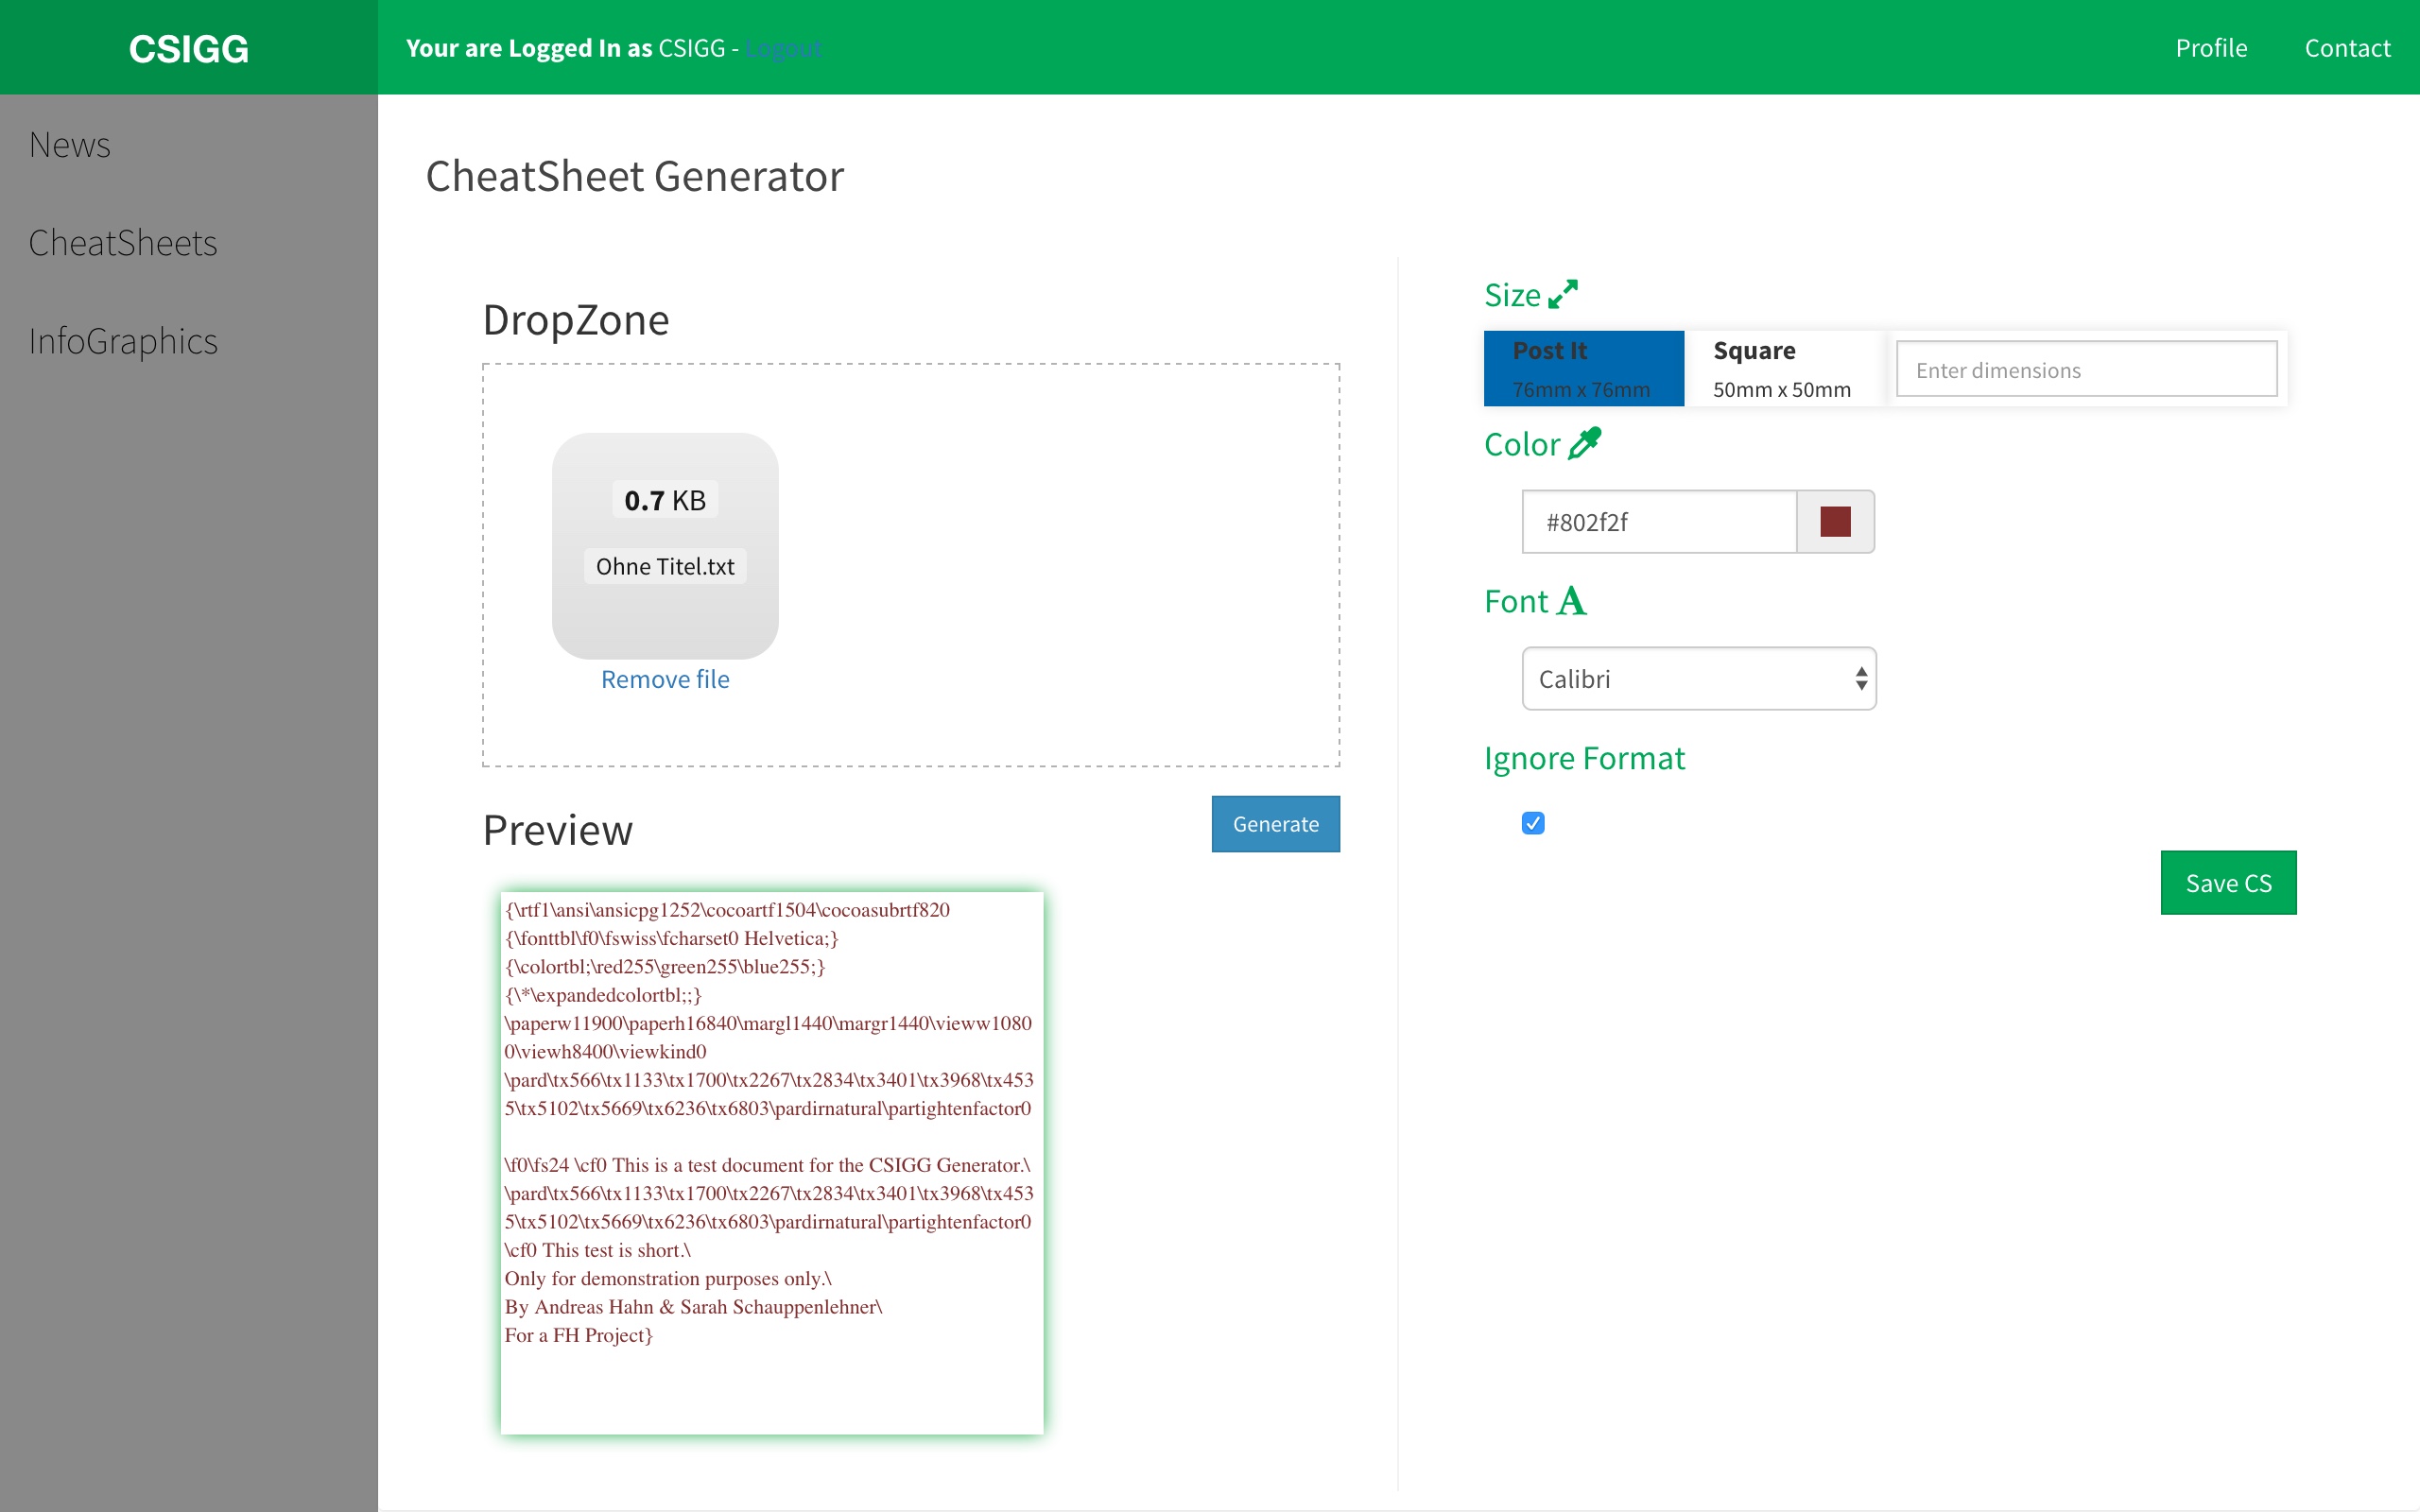 CSIGG
Your are Logged In as CSIGG - Logout
Profile
Contact
News
CheatSheets
InfoGraphics
CheatSheet Generator
DropZone
0.7 KB
Ohne Titel.txt
Remove file
Preview
Generate
{\rtf1\ansi\ansicpg1252\cocoartf1504\cocoasubrtf820
{\fonttbl\f0\fswiss\fcharset0 Helvetica;}
{\colortbl;\red255\green255\blue255;}
{\*\expandedcolortbl;;}
\paperw11900\paperh16840\margl1440\margr1440\vieww1080
0\viewh8400\viewkind0
\pard\tx566\tx1133\tx1700\tx2267\tx2834\tx3401\tx3968\tx453
5\tx5102\tx5669\tx6236\tx6803\pardirnatural\partightenfactor0
\f0\fs24 \cf0 This is a test document for the CSIGG Generator.\
\pard\tx566\tx1133\tx1700\tx2267\tx2834\tx3401\tx3968\tx453
5\tx5102\tx5669\tx6236\tx6803\pardirnatural\partightenfactor0
\cf0 This test is short.\
Only for demonstration purposes only.\
By Andreas Hahn & Sarah Schauppenlehner\
For a FH Project}
Size
Post It
76mm x 76mm
Square
50mm x 50mm
Enter dimensions
Color
#802f2f
Font A
Calibri
Ignore Format
Save CS